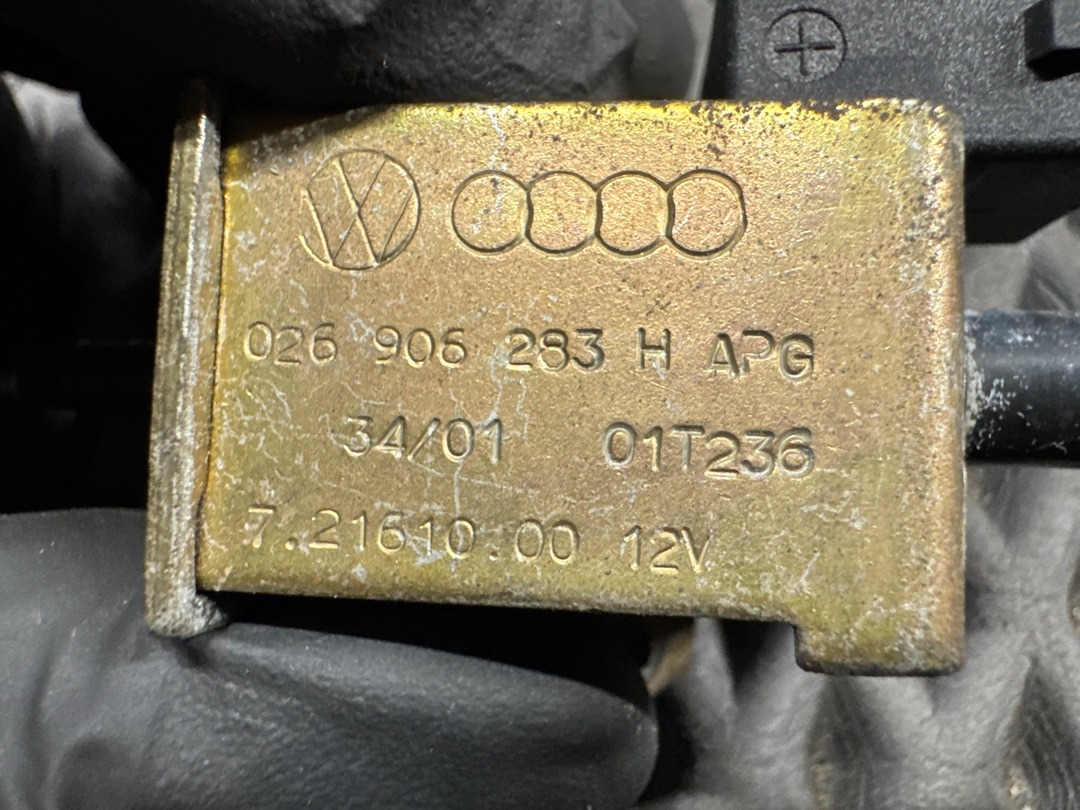 026 906 283 H APG
34/01 01T236
7.21610.00 12V